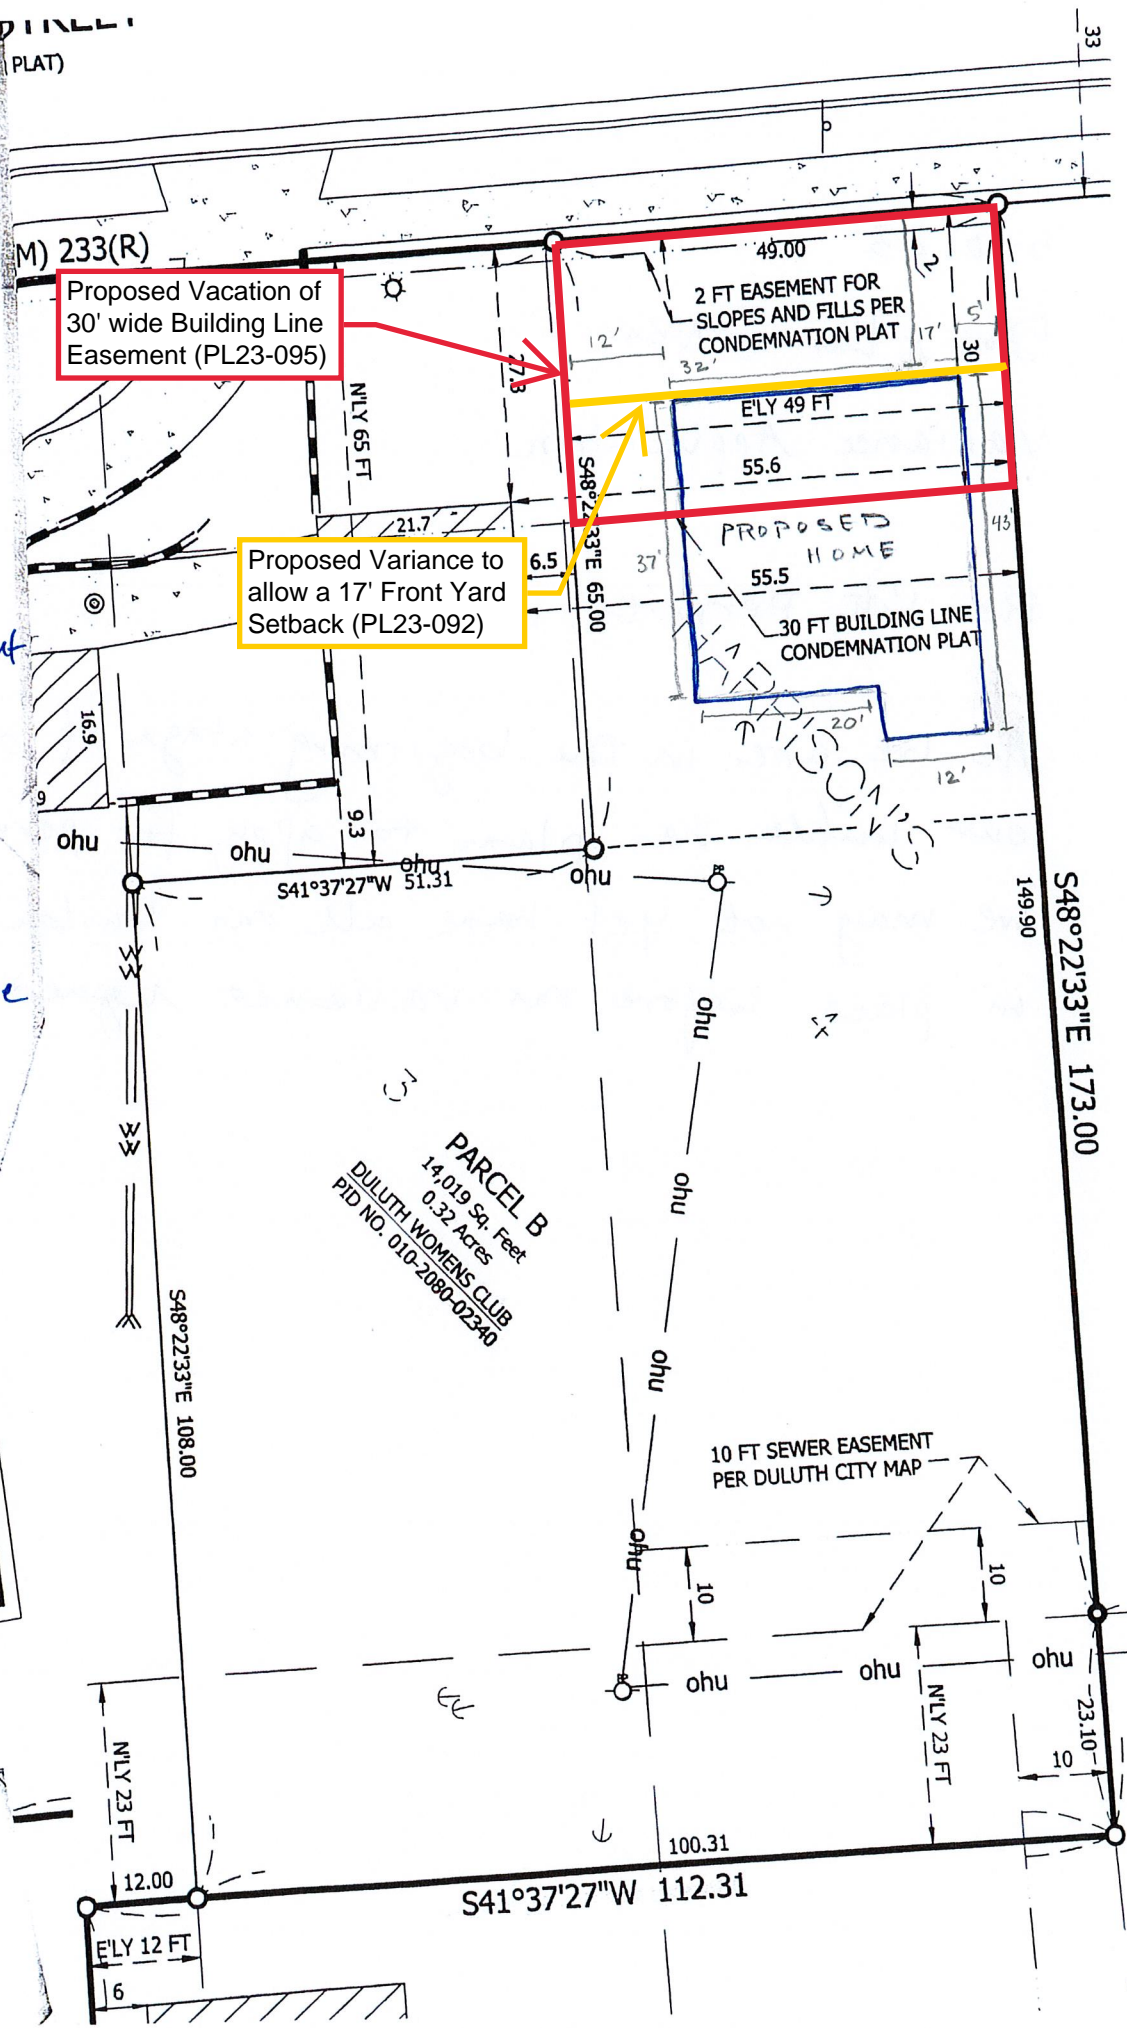 PLAT)
33
M) 233(R)
49.00
2
Proposed Vacation of
30' wide Building Line
Easement (PL23-095)
2 FT EASEMENT FOR
SLOPES AND FILLS PER
CONDEMNATION PLAT
12'
32'
17'
5'
30
27.3
N'LY 65 FT
E'LY 49 FT
55.6
S48°22'33"E 65.00
21.7
PROPOSED
HOME
37'
43'
Proposed Variance to
allow a 17' Front Yard
Setback (PL23-092)
6.5
55.5
30 FT BUILDING LINE
CONDEMNATION PLAT
16.9
9
20'
12'
9.3
ohu
ohu
ohu
ohu
S41°37'27"W 51.31
149.90
S48°22'33"E 173.00
ohu
3
4
PARCEL B
14,019 Sq. Feet
0.32 Acres
DULUTH WOMENS CLUB
PID NO. 010-2080-02340
ohu
S48°22'33"E 108.00
ohu
10 FT SEWER EASEMENT
PER DULUTH CITY MAP
ohu
10
10
ohu
ohu
ohu
N'LY 23 FT
N'LY 23 FT
23.10
10
12.00
100.31
S41°37'27"W 112.31
E'LY 12 FT
6